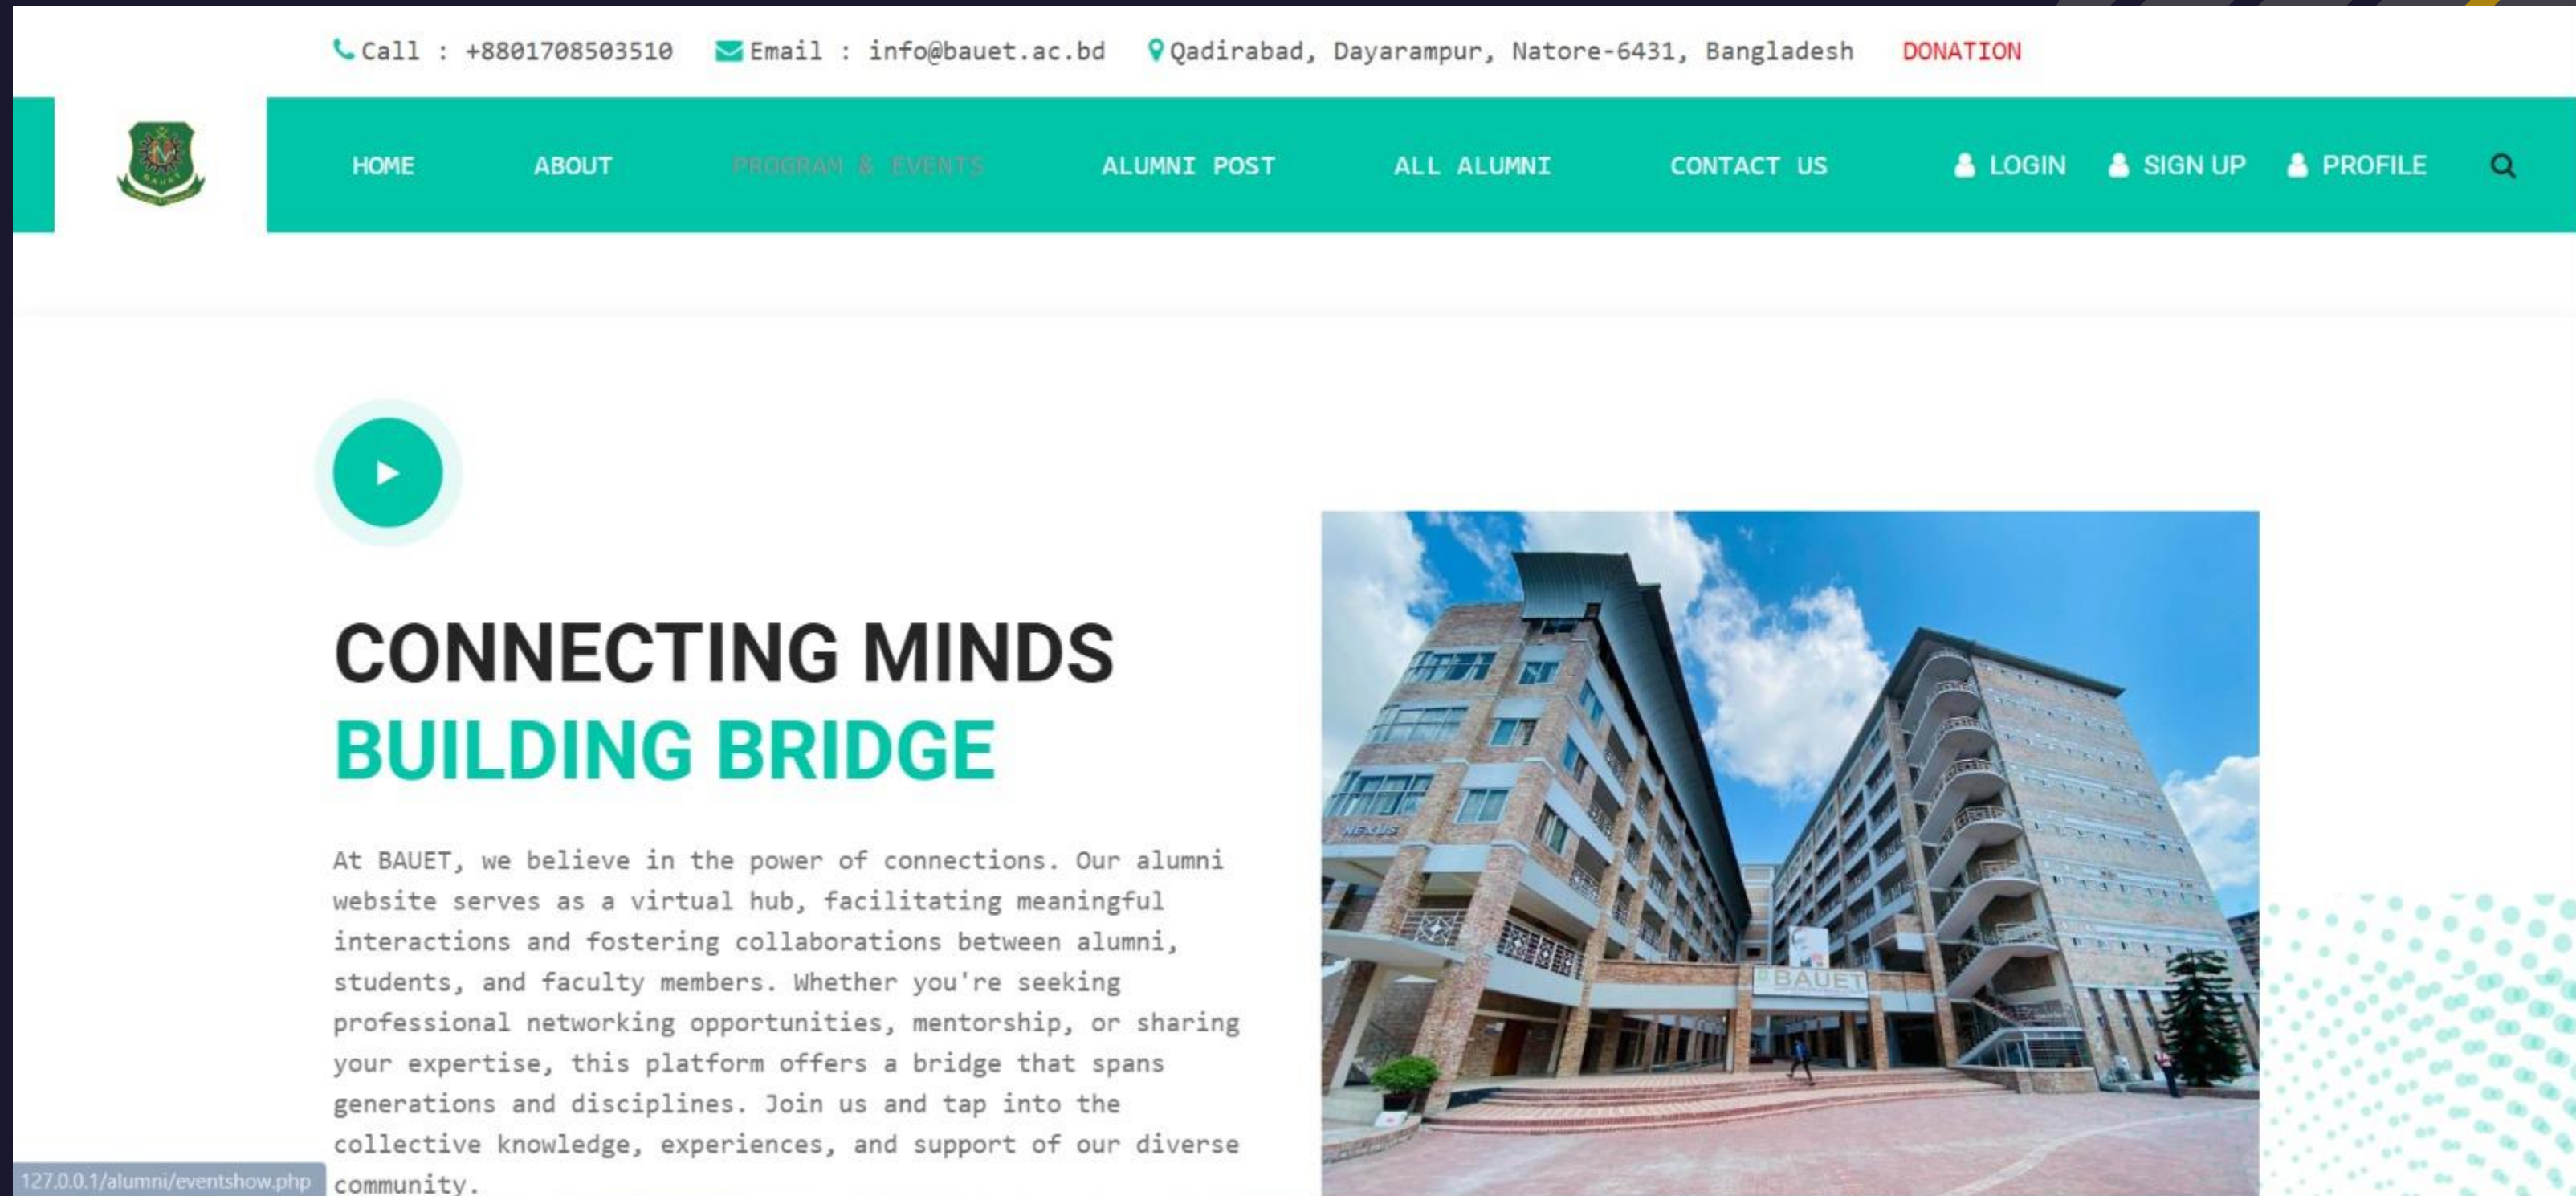 Call : +8801708503510 Email : info@bauet.ac.bd Qadirabad, Dayarampur, Natore-6431, Bangladesh DONATION
HOME ABOUT PROGRAM & EVENTS ALUMNI POST ALL ALUMNI CONTACT US LOGIN SIGN UP PROFILE
BAUET
CONNECTING MINDS
BUILDING BRIDGE
At BAUET, we believe in the power of connections. Our alumni
website serves as a virtual hub, facilitating meaningful
interactions and fostering collaborations between alumni,
students, and faculty members. Whether you're seeking
professional networking opportunities, mentorship, or sharing
your expertise, this platform offers a bridge that spans
generations and disciplines. Join us and tap into the
collective knowledge, experiences, and support of our diverse
community.
NEXUS
BAUET
127.0.0.1/alumni/eventshow.php